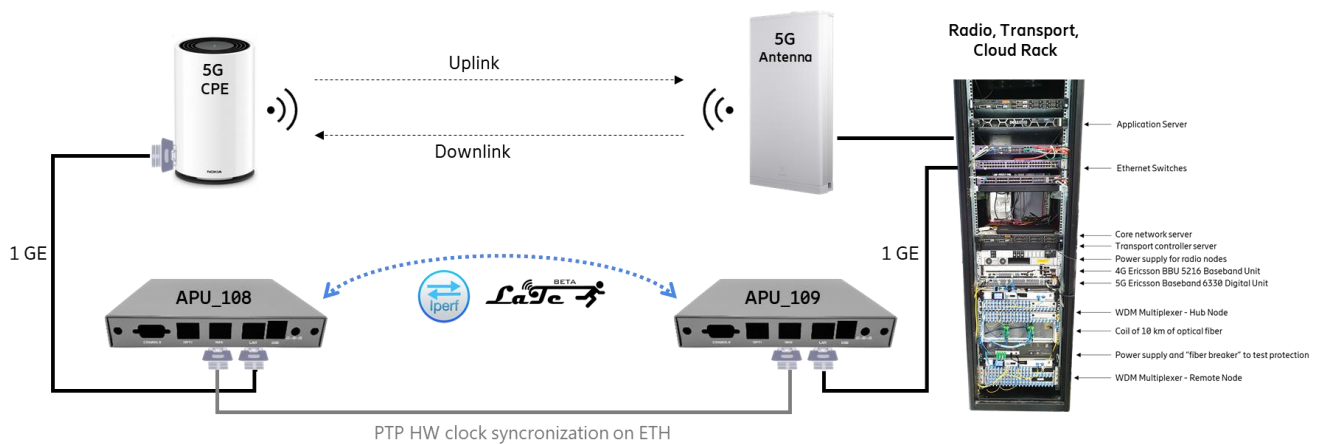 Radio, Transport,
Cloud Rack
5G
CPE
NOKIA
Uplink
Downlink
5G
Antenna
Application Server
Ethernet Switches
Core network server
Transport controller server
Power supply for radio nodes
4G Ericsson BBU 5216 Baseband Unit
5G Ericsson Baseband 6330 Digital Unit
WDM Multiplexer - Hub Node
Coil of 10 km of optical fiber
Power supply and "fiber breaker" to test protection
WDM Multiplexer - Remote Node
1 GE
1 GE
APU_108
Iperf
LaTe
BETA
APU_109
PTP HW clock syncronization on ETH